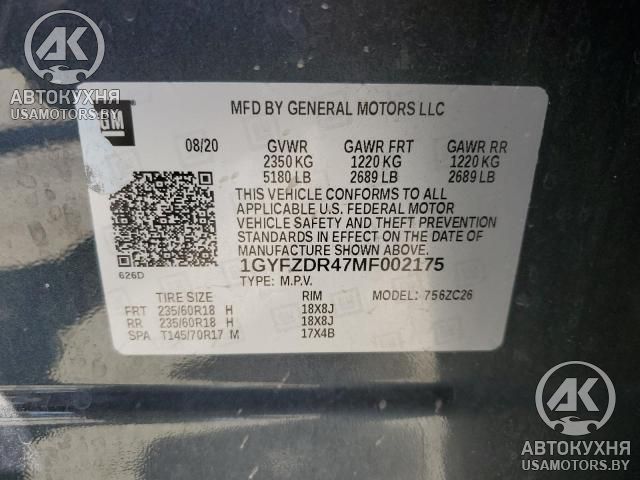 AK
АВТОКУХНЯ
USAMOTORS.BY
GM
MFD BY GENERAL MOTORS LLC
08/20 GVWR GAWR FRT GAWR RR
2350 KG 1220 KG 1220 KG
5180 LB 2689 LB 2689 LB
THIS VEHICLE CONFORMS TO ALL
APPLICABLE U.S. FEDERAL MOTOR
VEHICLE SAFETY AND THEFT PREVENTION
STANDARDS IN EFFECT ON THE DATE OF
MANUFACTURE SHOWN ABOVE.
626D
1GYFZDR47MF002175
TYPE: M.P.V.
TIRE SIZE RIM MODEL: 756ZC26
FRT 235/60R18 H 18X8J
RR 235/60R18 H 18X8J
SPA T145/70R17 M 17X4B
AK
АВТОКУХНЯ
USAMOTORS.BY